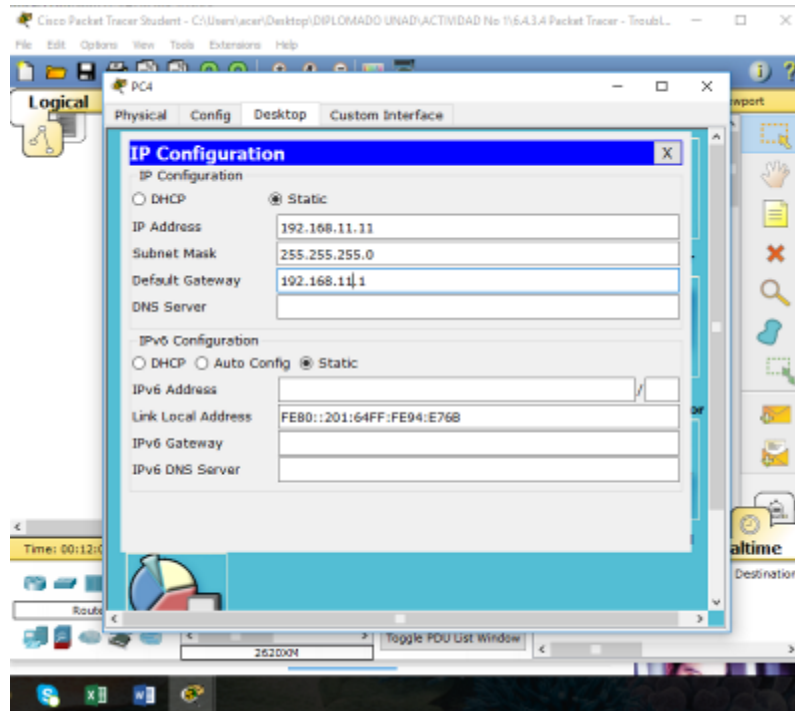 Cisco Packet Tracer Student - C:\Users\acer\Desktop\DIPLOMADO UNAD\ACTIVIDAD No 1\6.4.3.4 Packet Tracer - Troubl...
File Edit Options View Tools Extensions Help
Logical
PC4
Physical Config Desktop Custom Interface
IP Configuration X
IP Configuration
DHCP Static
IP Address 192.168.11.11
Subnet Mask 255.255.255.0
Default Gateway 192.168.11.1
DNS Server
IPv6 Configuration
DHCP Auto Config Static
IPv6 Address /
Link Local Address FE80::201:64FF:FE94:E76B
IPv6 Gateway
IPv6 DNS Server
Time: 00:12:0
altime
Destination
Route
Toggle PDU List Window
2620XM